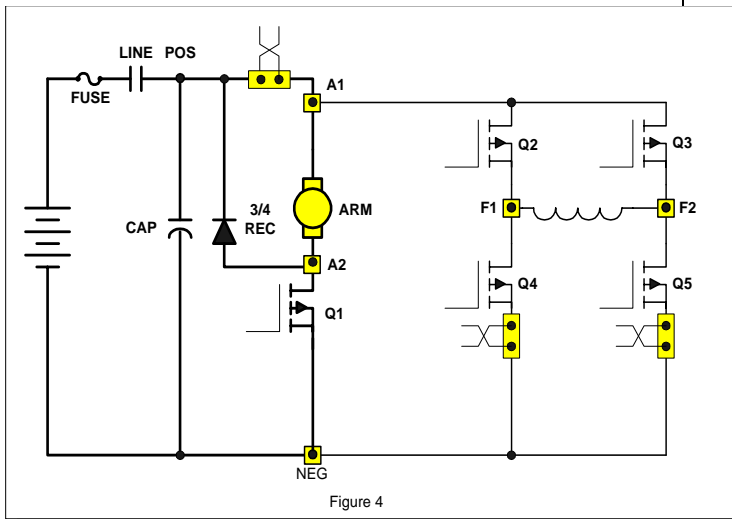 LINE POS
FUSE
A1
Q2
Q3
3/4
REC
ARM
F1
F2
CAP
A2
Q4
Q5
Q1
NEG
Figure 4